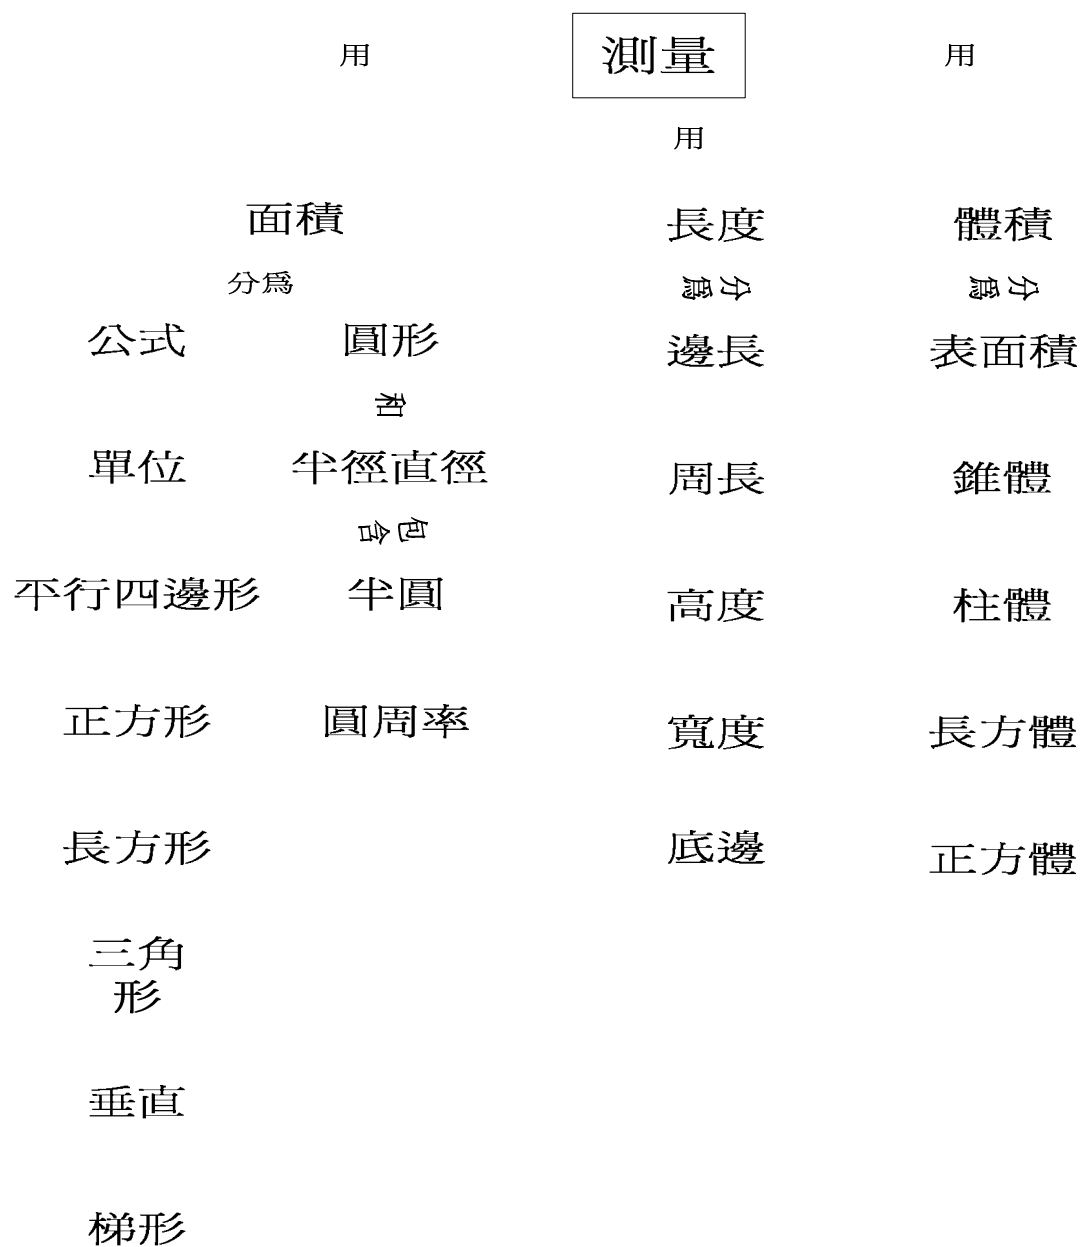 用 測量 用
用
面積 長度 體積
分爲 分爲 分爲
公式 圓形 邊長 表面積
和
單位 半徑直徑 周長 錐體
包含
平行四邊形 半圓 高度 柱體
正方形 圓周率 寬度 長方體
長方形 底邊 正方體
三角
形
垂直
梯形